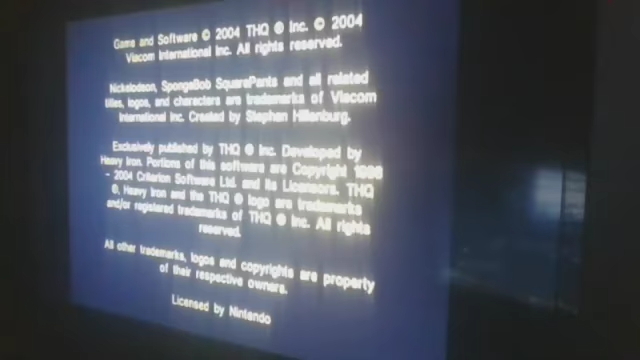 Game and Software © 2004 THQ ® Inc. © 2004
Viacom International Inc. All rights reserved.
Nickelodeon, SpongeBob SquarePants and all related
titles, logos, and characters are trademarks of Viacom
International Inc. Created by Stephen Hillenburg.
Exclusively published by THQ ® Inc. Developed by
Heavy Iron. Portions of this software are Copyright 1998
- 2004 Criterion Software Ltd. and its Licensors. THQ
®, Heavy Iron and the THQ ® logo are trademarks
and/or registered trademarks of THQ ® Inc. All rights
reserved.
All other trademarks, logos and copyrights are property
of their respective owners.
Licensed by Nintendo